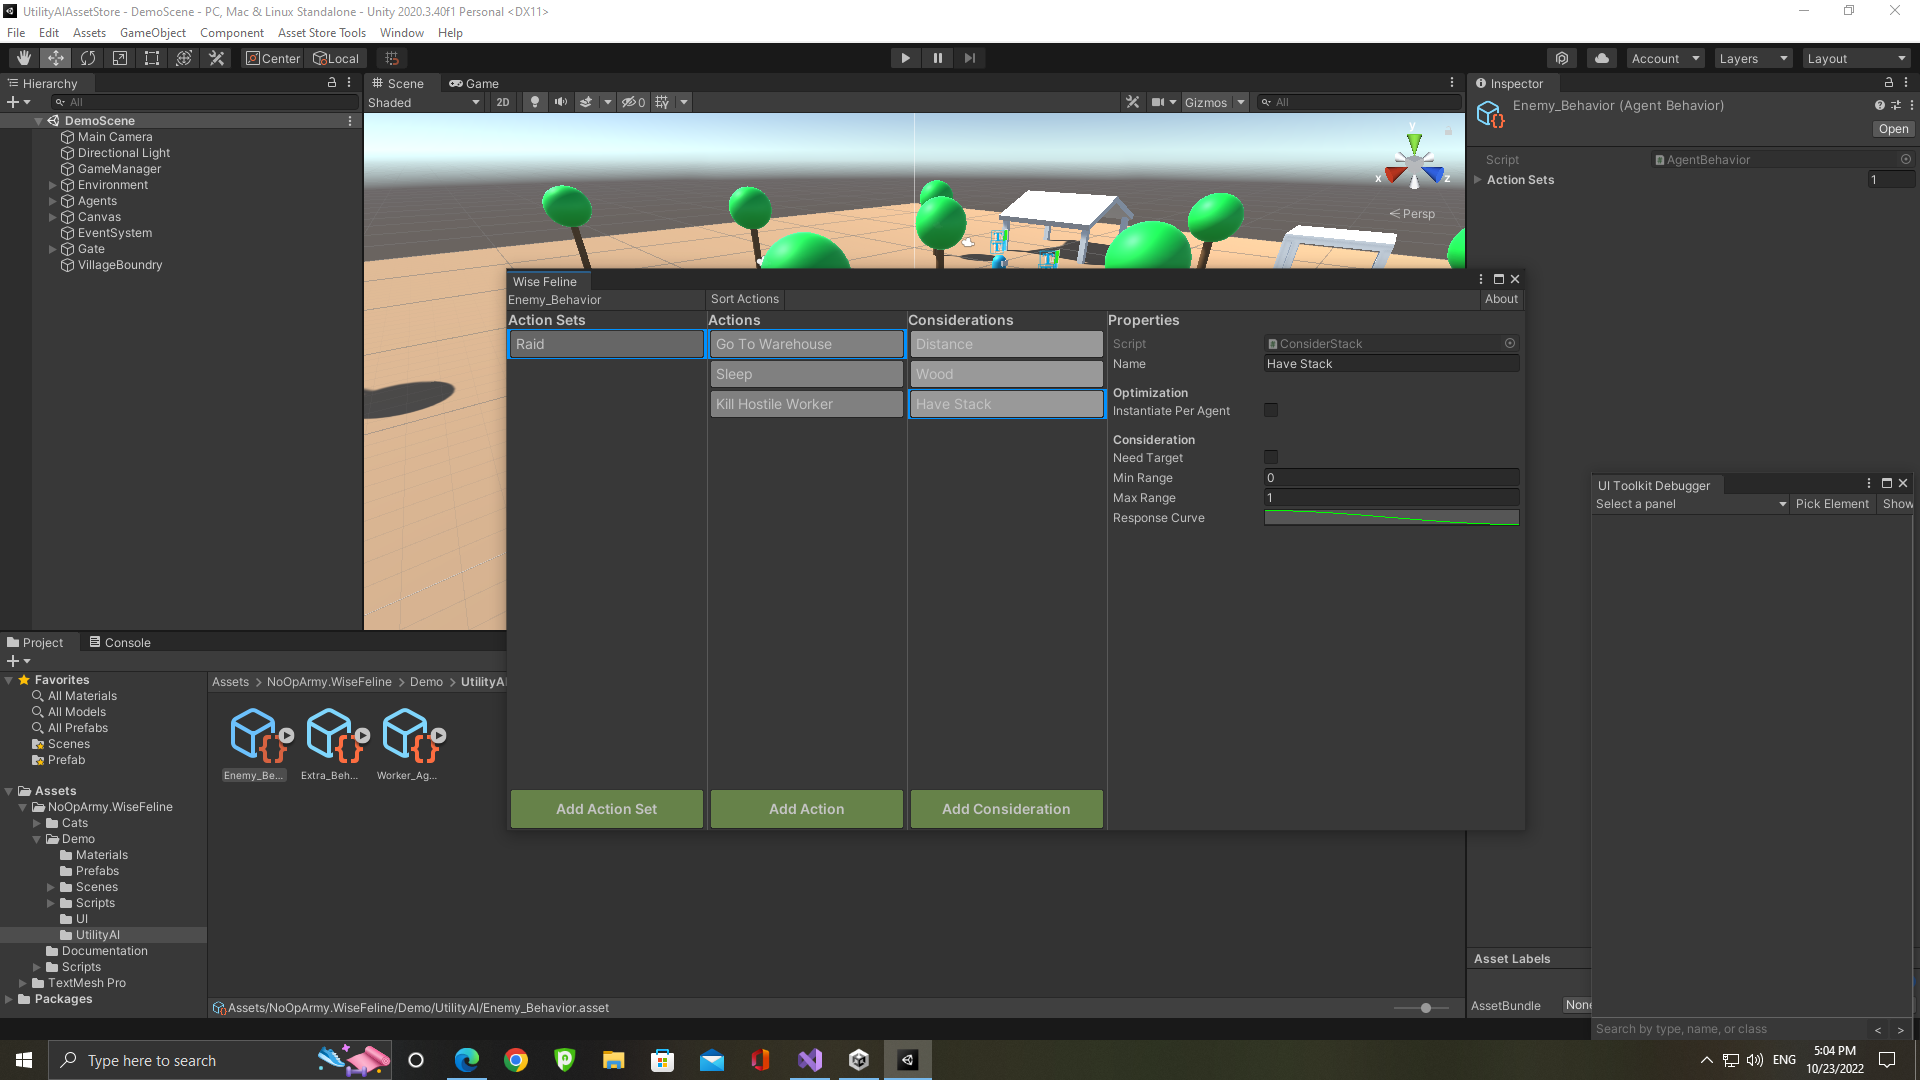 UtilityAIAssetStore - DemoScene - PC, Mac & Linux Standalone - Unity 2020.3.40f1 Personal <DX11>
File Edit Assets GameObject Component Asset Store Tools Window Help
Center Local Account Layers Layout
Hierarchy
All
DemoScene
Main Camera
Directional Light
GameManager
Environment
Agents
Canvas
EventSystem
Gate
VillageBoundry
Scene Game
Shaded 2D 0 Gizmos All
y
x z
Persp
Inspector
Enemy_Behavior (Agent Behavior)
Open
Script AgentBehavior
Action Sets 1
Wise Feline
Enemy_Behavior Sort Actions About
Action Sets Actions Considerations Properties
Raid Go To Warehouse Distance
Sleep Wood
Kill Hostile Worker Have Stack
Script ConsiderStack
Name Have Stack
Optimization
Instantiate Per Agent
Consideration
Need Target
Min Range 0
Max Range 1
Response Curve
Add Action Set Add Action Add Consideration
UI Toolkit Debugger
Select a panel Pick Element Show
Search by type, name, or class < >
Project Console
Favorites
All Materials
All Models
All Prefabs
Scenes
Prefab
Assets
NoOpArmy.WiseFeline
Cats
Demo
Materials
Prefabs
Scenes
Scripts
UI
UtilityAI
Documentation
Scripts
TextMesh Pro
Packages
Assets > NoOpArmy.WiseFeline > Demo > UtilityAI
Enemy_Be... Extra_Beh... Worker_Ag...
Assets/NoOpArmy.WiseFeline/Demo/UtilityAI/Enemy_Behavior.asset
Asset Labels
AssetBundle None
Type here to search
ENG
5:04 PM
10/23/2022